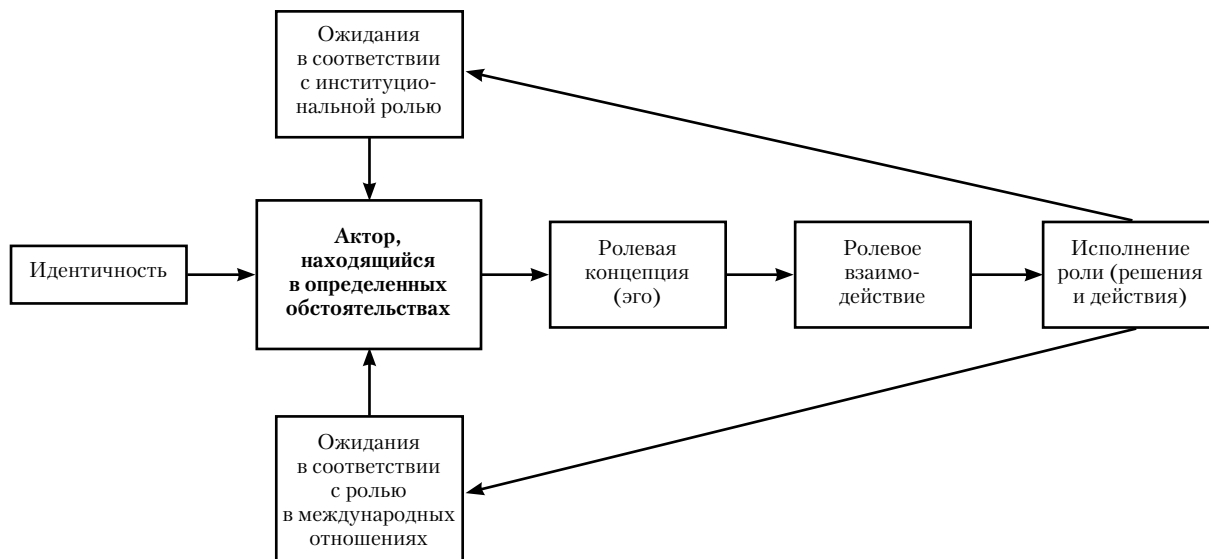 Ожидания
в соответствии
с институцио-
нальной ролью
Идентичность
Актор,
находящийся
в определенных
обстоятельствах
Ролевая
концепция
(эго)
Ролевое
взаимо-
действие
Исполнение
роли (решения
и действия)
Ожидания
в соответствии
с ролью
в международных
отношениях